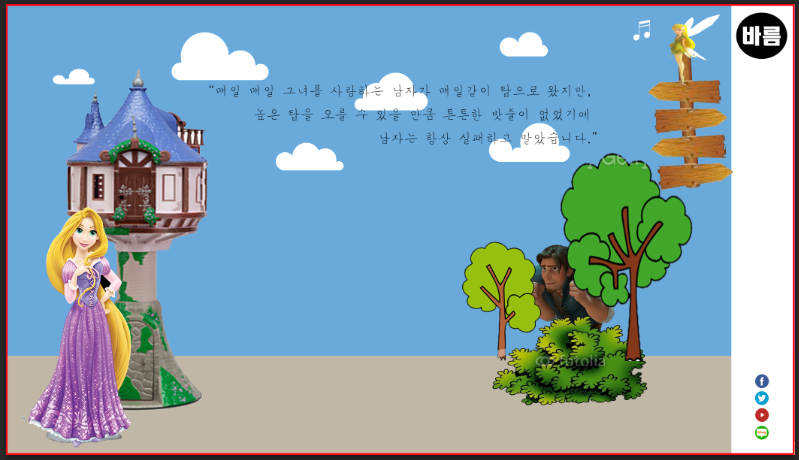 “매일 매일 그녀를 사랑하는 남자가 매일같이 탑으로 왔지만,
높은 탑을 오를 수 있을 만큼 튼튼한 밧줄이 없었기에
남자는 항상 실패하고 말았습니다.”
바름
fotolia